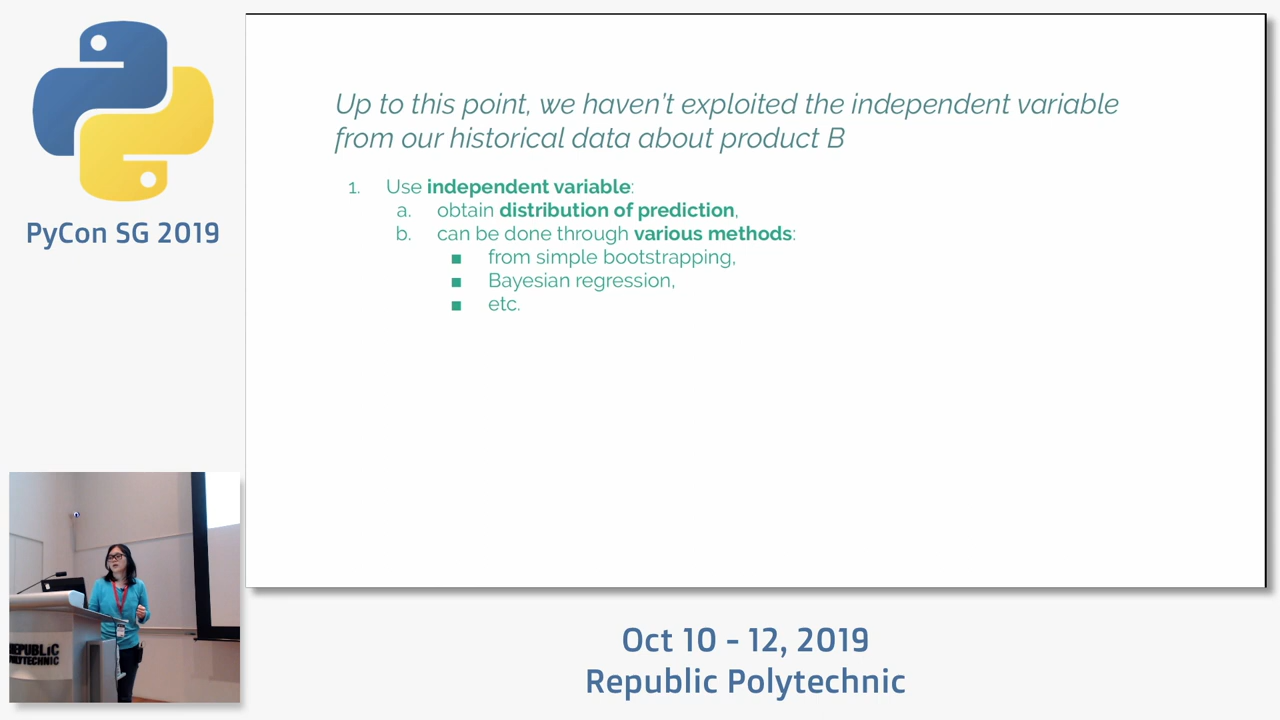 PyCon SG 2019
Up to this point, we haven't exploited the independent variable
from our historical data about product B
1. Use independent variable:
a. obtain distribution of prediction,
b. can be done through various methods:
■ from simple bootstrapping,
■ Bayesian regression,
■ etc.
REPUBLIC
POLYTECHNIC
Oct 10 - 12, 2019
Republic Polytechnic